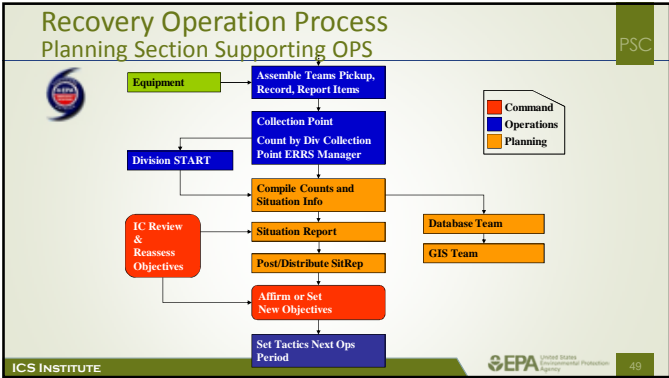 Recovery Operation Process
Planning Section Supporting OPS
PSC
Equipment
Assemble Teams Pickup,
Record, Report Items
Command
Operations
Planning
Collection Point
Count by Div Collection
Point ERRS Manager
Division START
Compile Counts and
Situation Info
IC Review
&
Reassess
Objectives
Situation Report
Database Team
GIS Team
Post/Distribute SitRep
Affirm or Set
New Objectives
Set Tactics Next Ops
Period
ICS INSTITUTE
EPA
United States
Environmental Protection
Agency
49